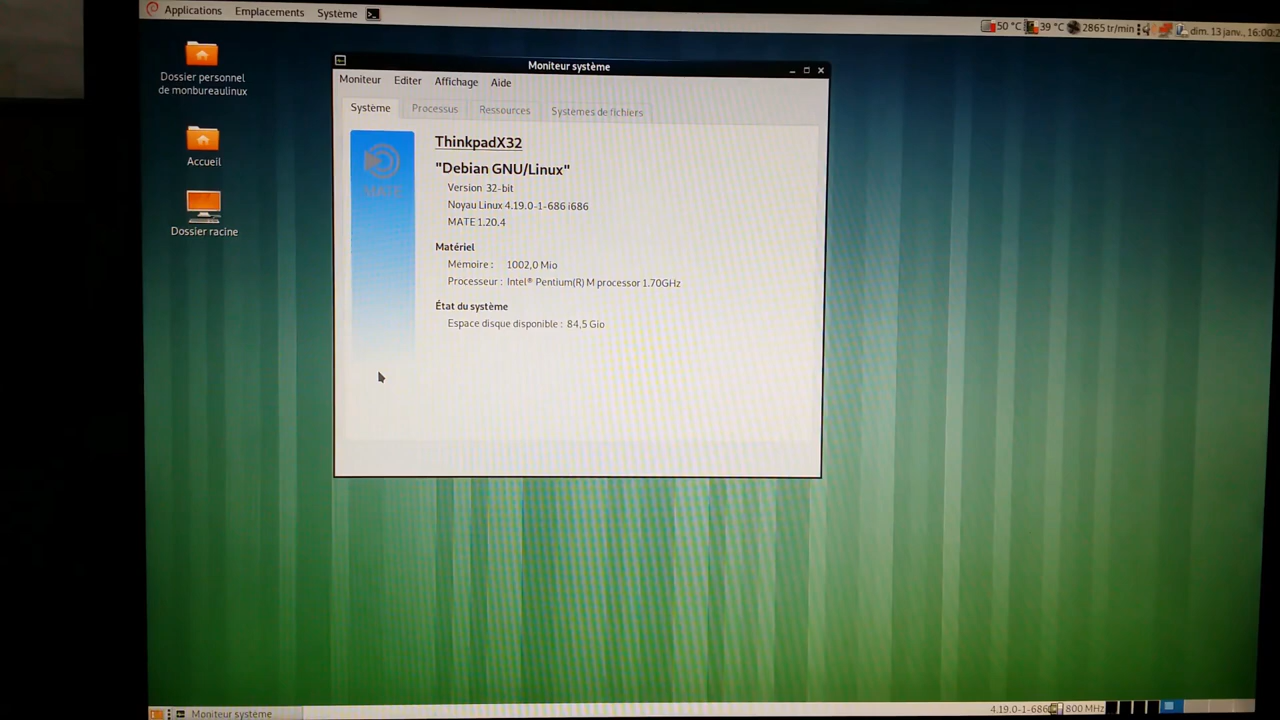 Applications Emplacements Système
50 °C 39 °C 2865 tr/min dim. 13 janv., 16:00:2
Dossier personnel
de monbureaulinux
Accueil
Dossier racine
Moniteur système
Moniteur Editer Affichage Aide
Système Processus Ressources Systèmes de fichiers
MATE
ThinkpadX32
"Debian GNU/Linux"
Version 32-bit
Noyau Linux 4.19.0-1-686 i686
MATE 1.20.4
Matériel
Mémoire : 1002,0 Mio
Processeur : Intel® Pentium(R) M processor 1.70GHz
État du système
Espace disque disponible : 84,5 Gio
Moniteur système
4.19.0-1-686 800 MHz